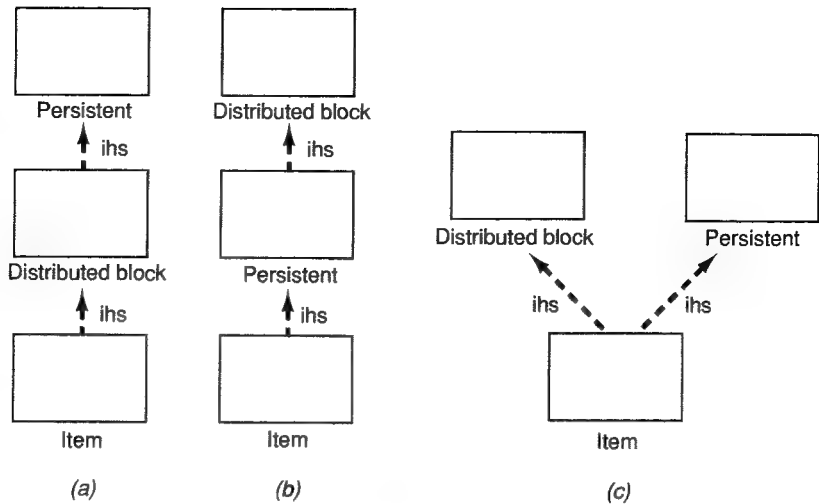 Persistent
ihs
Distributed block
ihs
Item
(a)
Distributed block
ihs
Persistent
ihs
Item
(b)
Distributed block
Persistent
ihs
ihs
Item
(c)